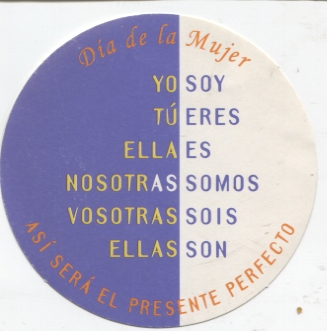 Día de la Mujer
YO SOY
TÚ ERES
ELLA ES
NOSOTRAS SOMOS
VOSOTRAS SOIS
ELLAS SON
ASÍ SERÁ EL PRESENTE PERFECTO